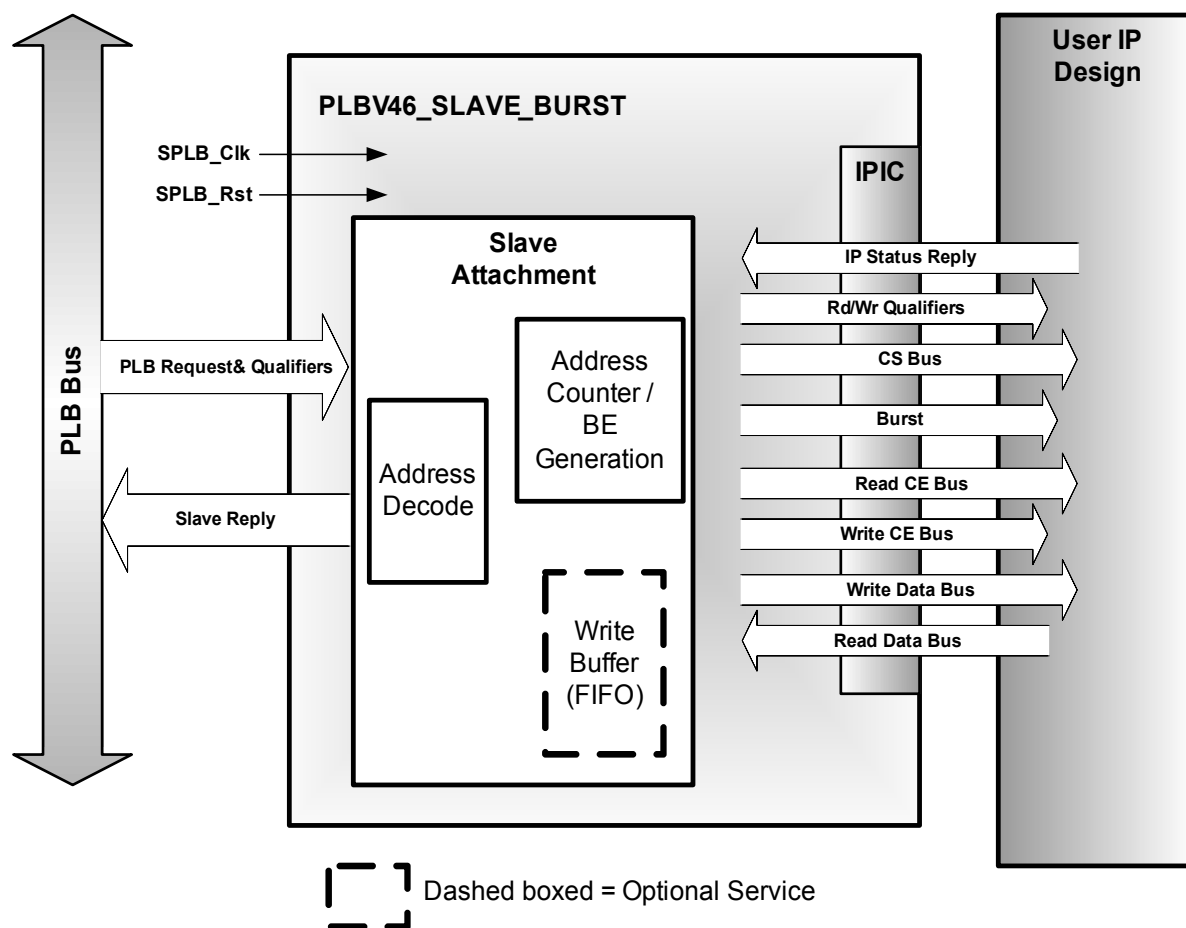 User IP
Design
PLBV46_SLAVE_BURST
SPLB_Clk
SPLB_Rst
IPIC
Slave
Attachment
IP Status Reply
Rd/Wr Qualifiers
PLB Bus
PLB Request& Qualifiers
Address
Counter /
BE
Generation
CS Bus
Burst
Address
Decode
Read CE Bus
Slave Reply
Write CE Bus
Write Data Bus
Write
Buffer
(FIFO)
Read Data Bus
Dashed boxed = Optional Service